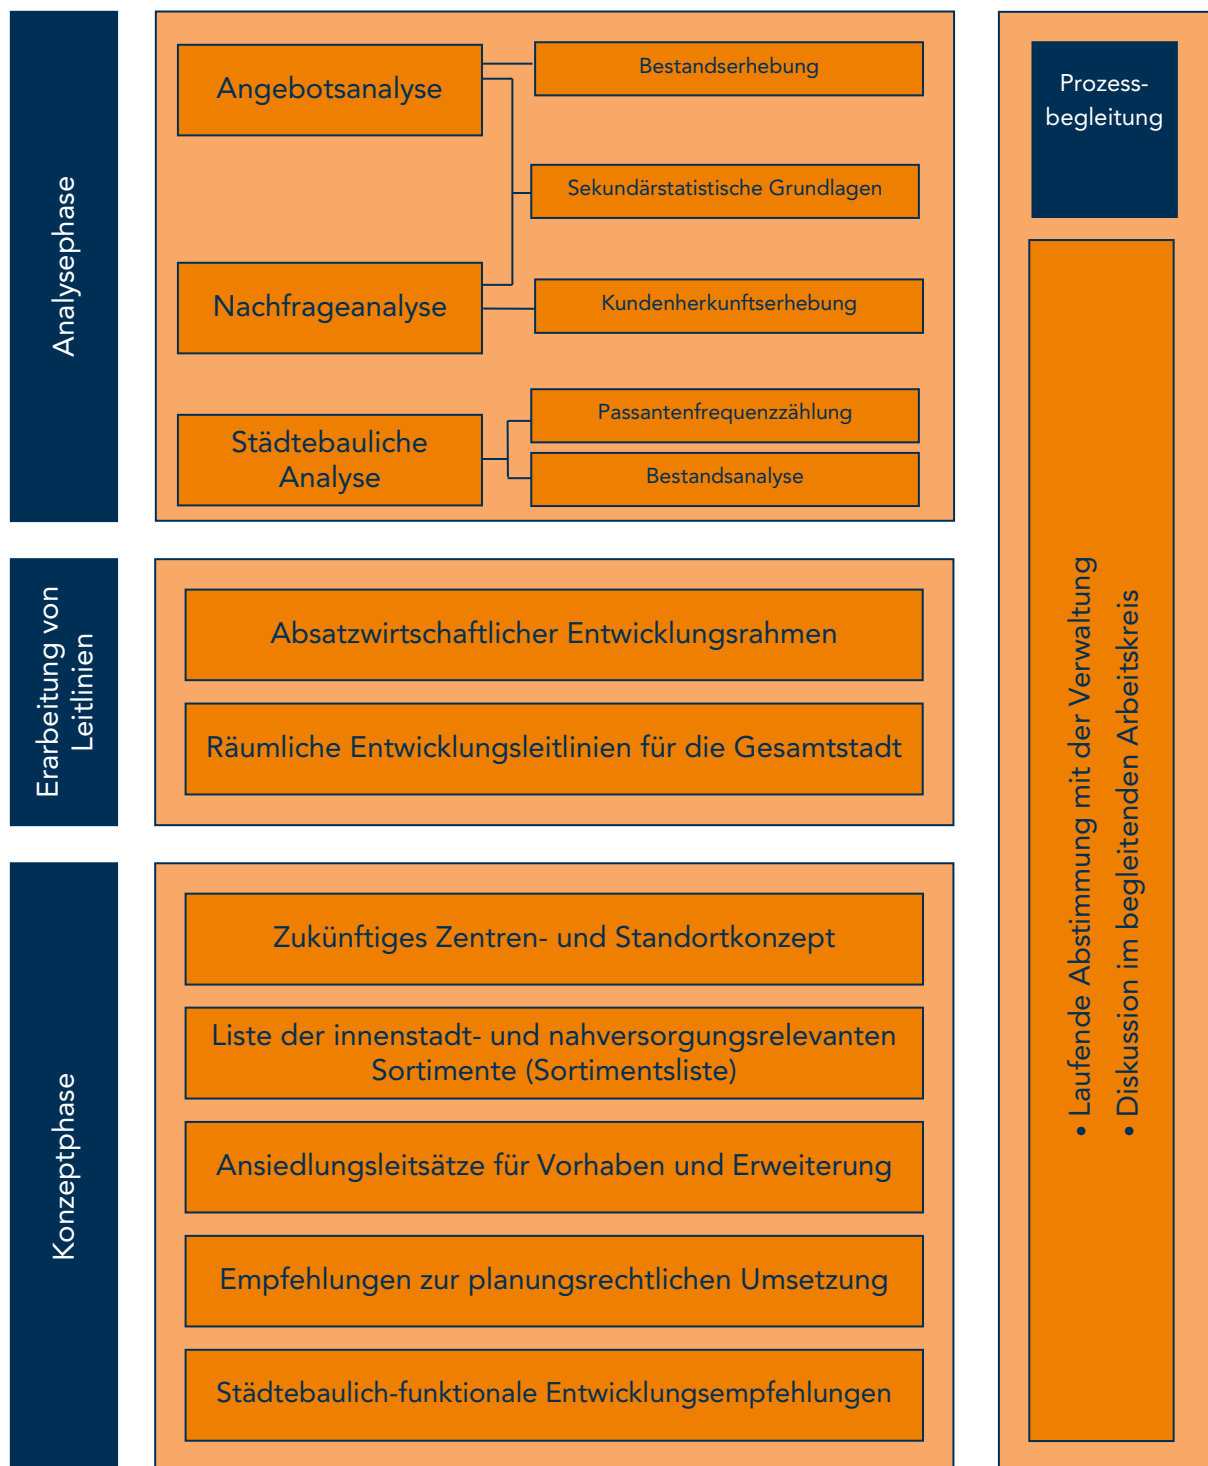 Analysephase
Angebotsanalyse
Bestandserhebung
Sekundärstatistische Grundlagen
Nachfrageanalyse
Kundenherkunftserhebung
Städtebauliche
Analyse
Passantenfrequenzzählung
Bestandsanalyse
Erarbeitung von
Leitlinien
Absatzwirtschaftlicher Entwicklungsrahmen
Räumliche Entwicklungsleitlinien für die Gesamtstadt
Konzeptphase
Zukünftiges Zentren- und Standortkonzept
Liste der innenstadt- und nahversorgungsrelevanten
Sortimente (Sortimentsliste)
Ansiedlungsleitsätze für Vorhaben und Erweiterung
Empfehlungen zur planungsrechtlichen Umsetzung
Städtebaulich-funktionale Entwicklungsempfehlungen
Prozess-
begleitung
• Laufende Abstimmung mit der Verwaltung
• Diskussion im begleitenden Arbeitskreis